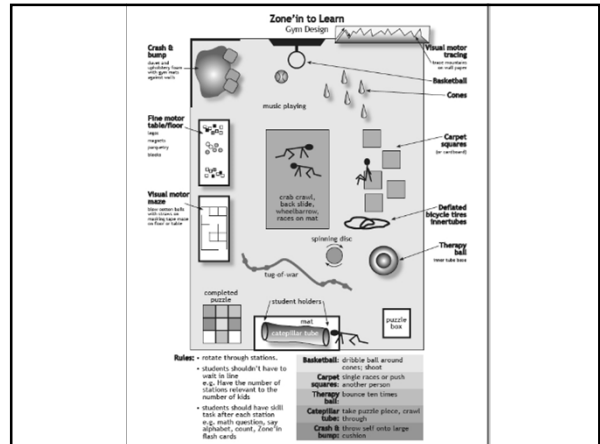 Zone'in to Learn
Gym Design
Crash &
bump
with gym mats
against walls
Visual motor
tracing
trace mountains
on wall paper
Basketball
Cones
music playing
Fine motor
table/floor
legos
magnets
parquetry
beads
Carpet
squares
(or cardboard)
crab crawl,
back slide,
wheelbarrow,
races on mat
Visual motor
maze
blow cotton balls
with straws on
masking tape maze
on floor or table
Deflated
bicycle tires
innertubes
spinning disc
Therapy
ball
inner tube base
tug-of-war
completed
puzzle
student holders
mat
catepillar tube
puzzle
box
Rules:
• rotate through stations.
• students shouldn't have to
wait in line
e.g. Have the number of
stations relevant to the
number of kids
• students should have skill
task after each station
e.g. math question, say
alphabet, count, Zone'in
flash cards
Basketball: dribble ball around
cones; shoot
Carpet single races or push
squares: another person
Therapy bounce ten times
ball:
Catepillar take puzzle piece, crawl
tube: through
Crash & throw self onto large
bump: cushion